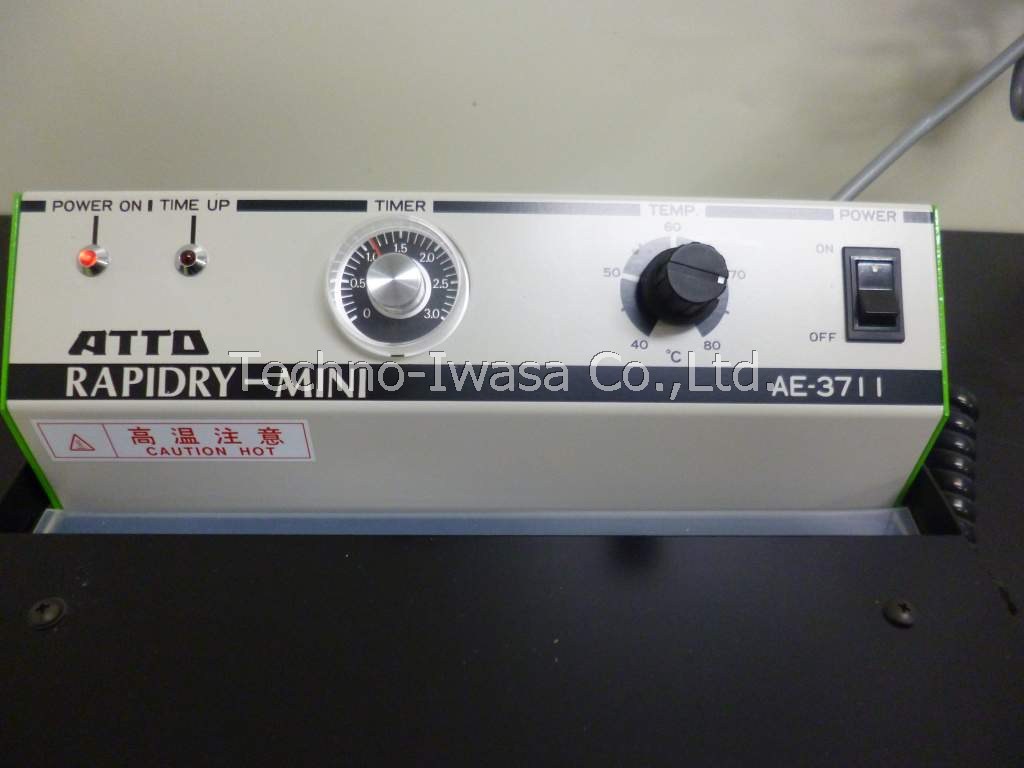 POWER ON TIME UP TIMER TEMP. POWER
0 0.5 1.0 1.5 2.0 2.5 3.0
40 50 60 70 80
℃
ON
OFF
ATTO
RAPIDRY-MINI AE-3711
Techno-Iwasa Co.,Ltd.
高温注意
CAUTION HOT